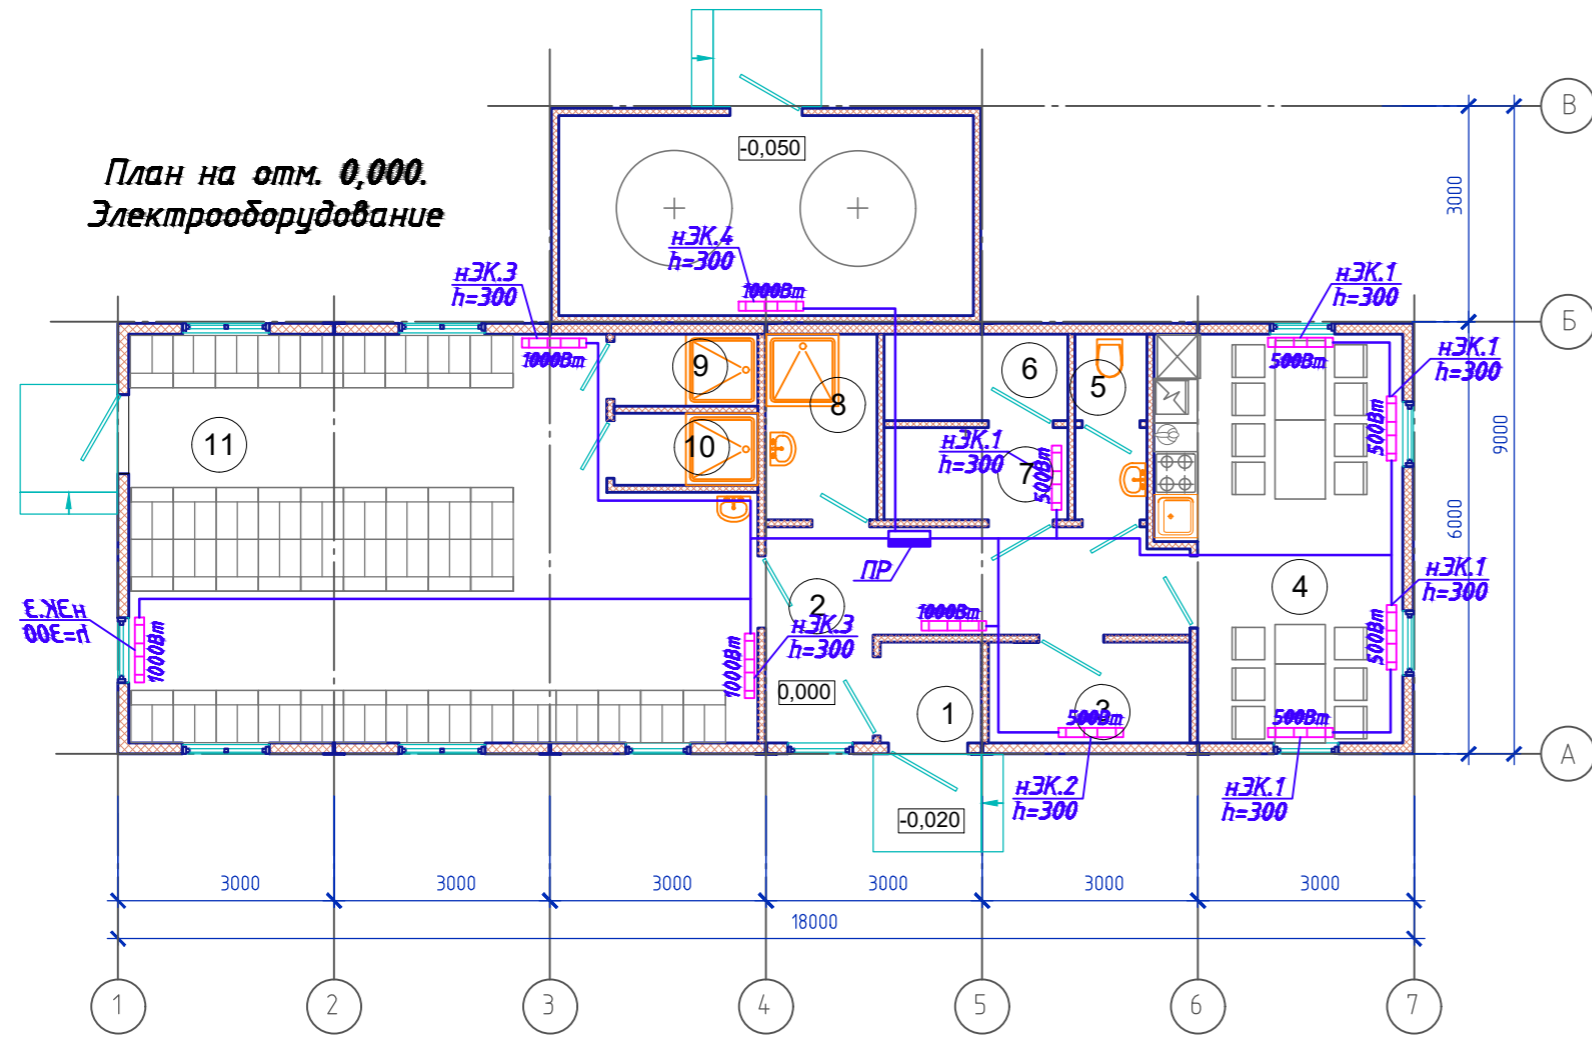 План на отм. 0,000.
Электрооборудование
-0,050
нЭК.4
h=300
1000Вт
нЭК.3
h=300
1000Вт
нЭК.1
h=300
500Вт
нЭК.1
h=300
500Вт
9
8
6
5
11
10
нЭК.1
h=300
7
500Вт
ПР
2
нЭК.3
h=300
1000Вт
1000Вт
4
нЭК.1
h=300
500Вт
нЭК.3
h=300
1000Вт
0,000
1
3
500Вт
500Вт
нЭК.2
h=300
нЭК.1
h=300
-0,020
3000
6000
9000
В
Б
А
3000
3000
3000
3000
3000
3000
18000
1
2
3
4
5
6
7